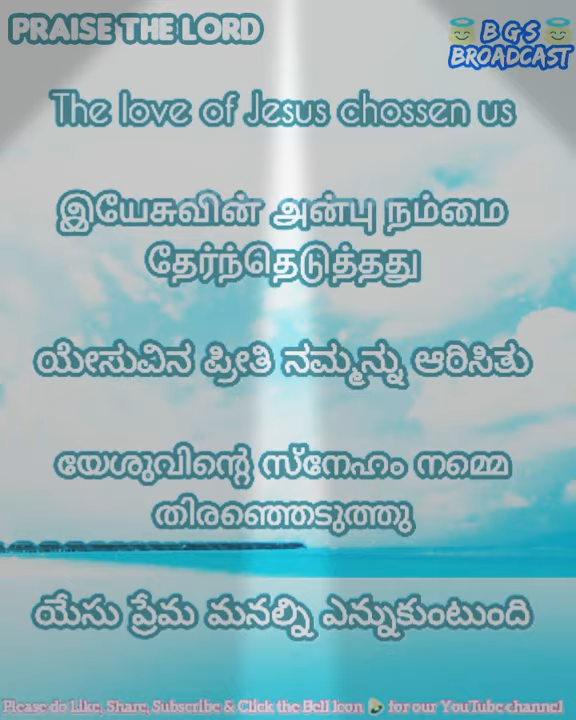 PRAISE THE LORD
BGS
BROADCAST
The love of Jesus chossen us
இயேசுவின் அன்பு நம்மை
தேர்ந்தெடுத்தது
ಯೇಸುವಿನ ಪ್ರೀತಿ ನಮ್ಮನ್ನು ಆರಿಸಿತು
യേശുവിന്റെ സ്നേഹം നമ്മെ
തിരഞ്ഞെടുത്തു
యేసు ప్రేమ మనల్ని ఎన్నుకుంటుంది
Please do Like, Share, Subscribe & Click the Bell Icon 🔔 for our YouTube channel